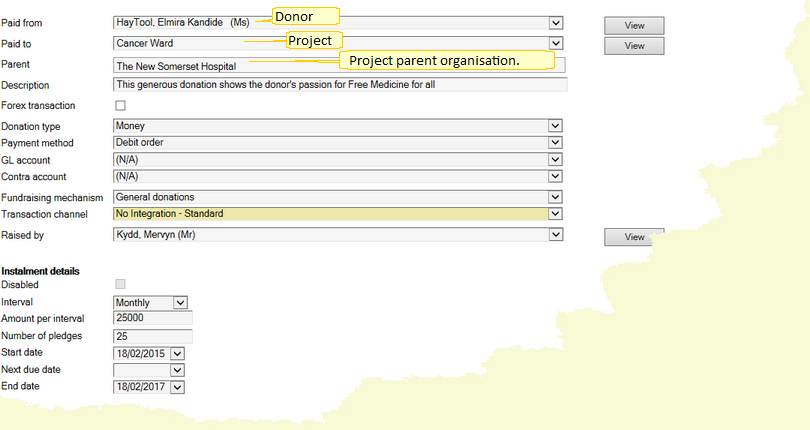 Paid from HayTool, Elmira Kandide (Ms) Donor View
Paid to Cancer Ward Project View
Parent The New Somerset Hospital Project parent organisation.
Description This generous donation shows the donor's passion for Free Medicine for all
Forex transaction
Donation type Money
Payment method Debit order
GL account (N/A)
Contra account (N/A)
Fundraising mechanism General donations
Transaction channel No Integration - Standard
Raised by Kydd, Mervyn (Mr) View
Instalment details
Disabled
Interval Monthly
Amount per interval 25000
Number of pledges 25
Start date 18/02/2015
Next due date
End date 18/02/2017